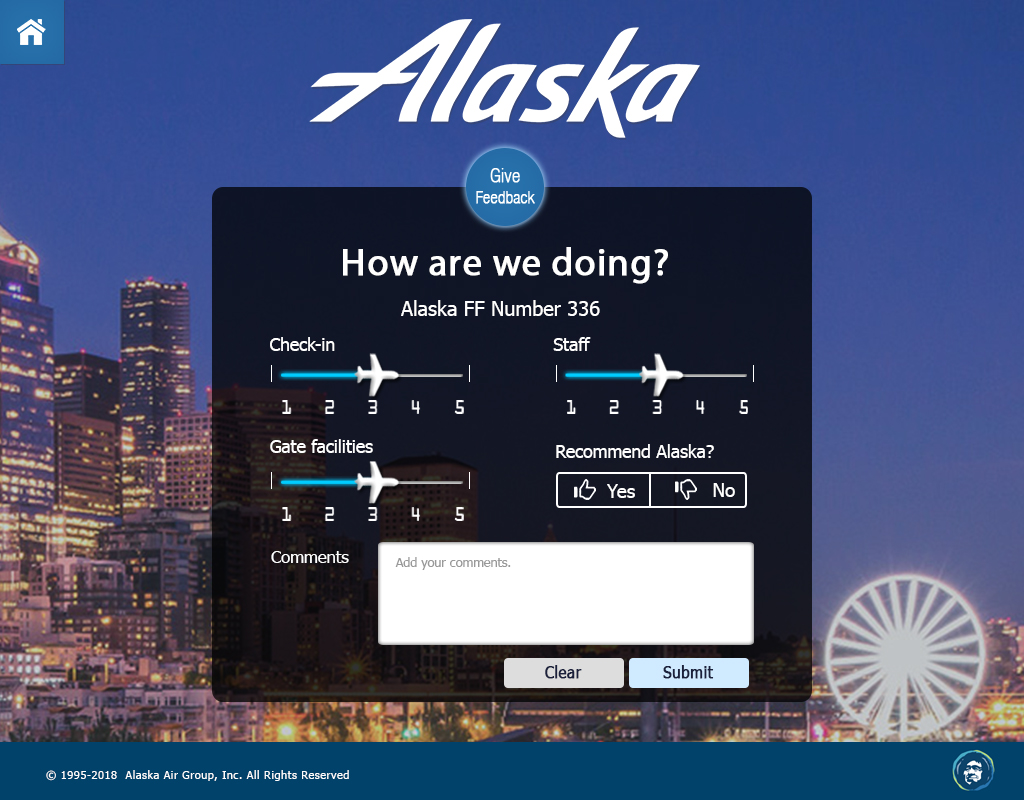 Alaska
Give
Feedback
How are we doing?
Alaska FF Number 336
Check-in
1 2 3 4 5
Staff
1 2 3 4 5
Gate facilities
1 2 3 4 5
Recommend Alaska?
Yes No
Comments
Add your comments.
Clear Submit
© 1995-2018 Alaska Air Group, Inc. All Rights Reserved